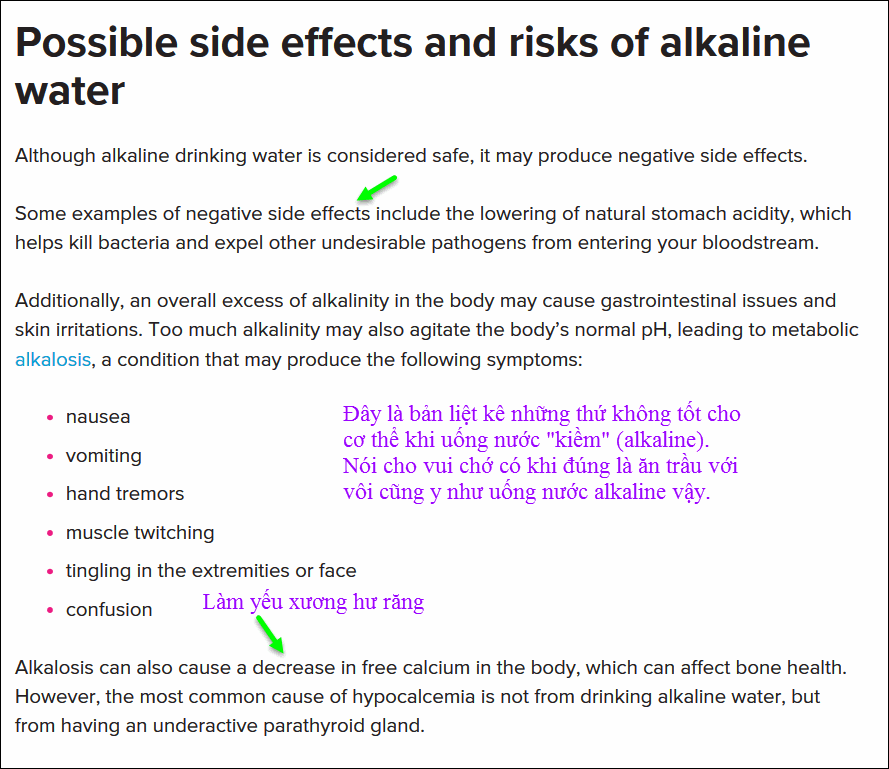 Possible side effects and risks of alkaline
water
Although alkaline drinking water is considered safe, it may produce negative side effects.
Some examples of negative side effects include the lowering of natural stomach acidity, which
helps kill bacteria and expel other undesirable pathogens from entering your bloodstream.
Additionally, an overall excess of alkalinity in the body may cause gastrointestinal issues and
skin irritations. Too much alkalinity may also agitate the body’s normal pH, leading to metabolic
alkalosis, a condition that may produce the following symptoms:
• nausea
• vomiting
• hand tremors
• muscle twitching
• tingling in the extremities or face
• confusion
Đây là bản liệt kê những thứ không tốt cho
cơ thể khi uống nước "kiềm" (alkaline).
Nói cho vui chớ có khi đúng là ăn trầu với
vôi cũng y như uống nước alkaline vậy.
Làm yếu xương hư răng
Alkalosis can also cause a decrease in free calcium in the body, which can affect bone health.
However, the most common cause of hypocalcemia is not from drinking alkaline water, but
from having an underactive parathyroid gland.